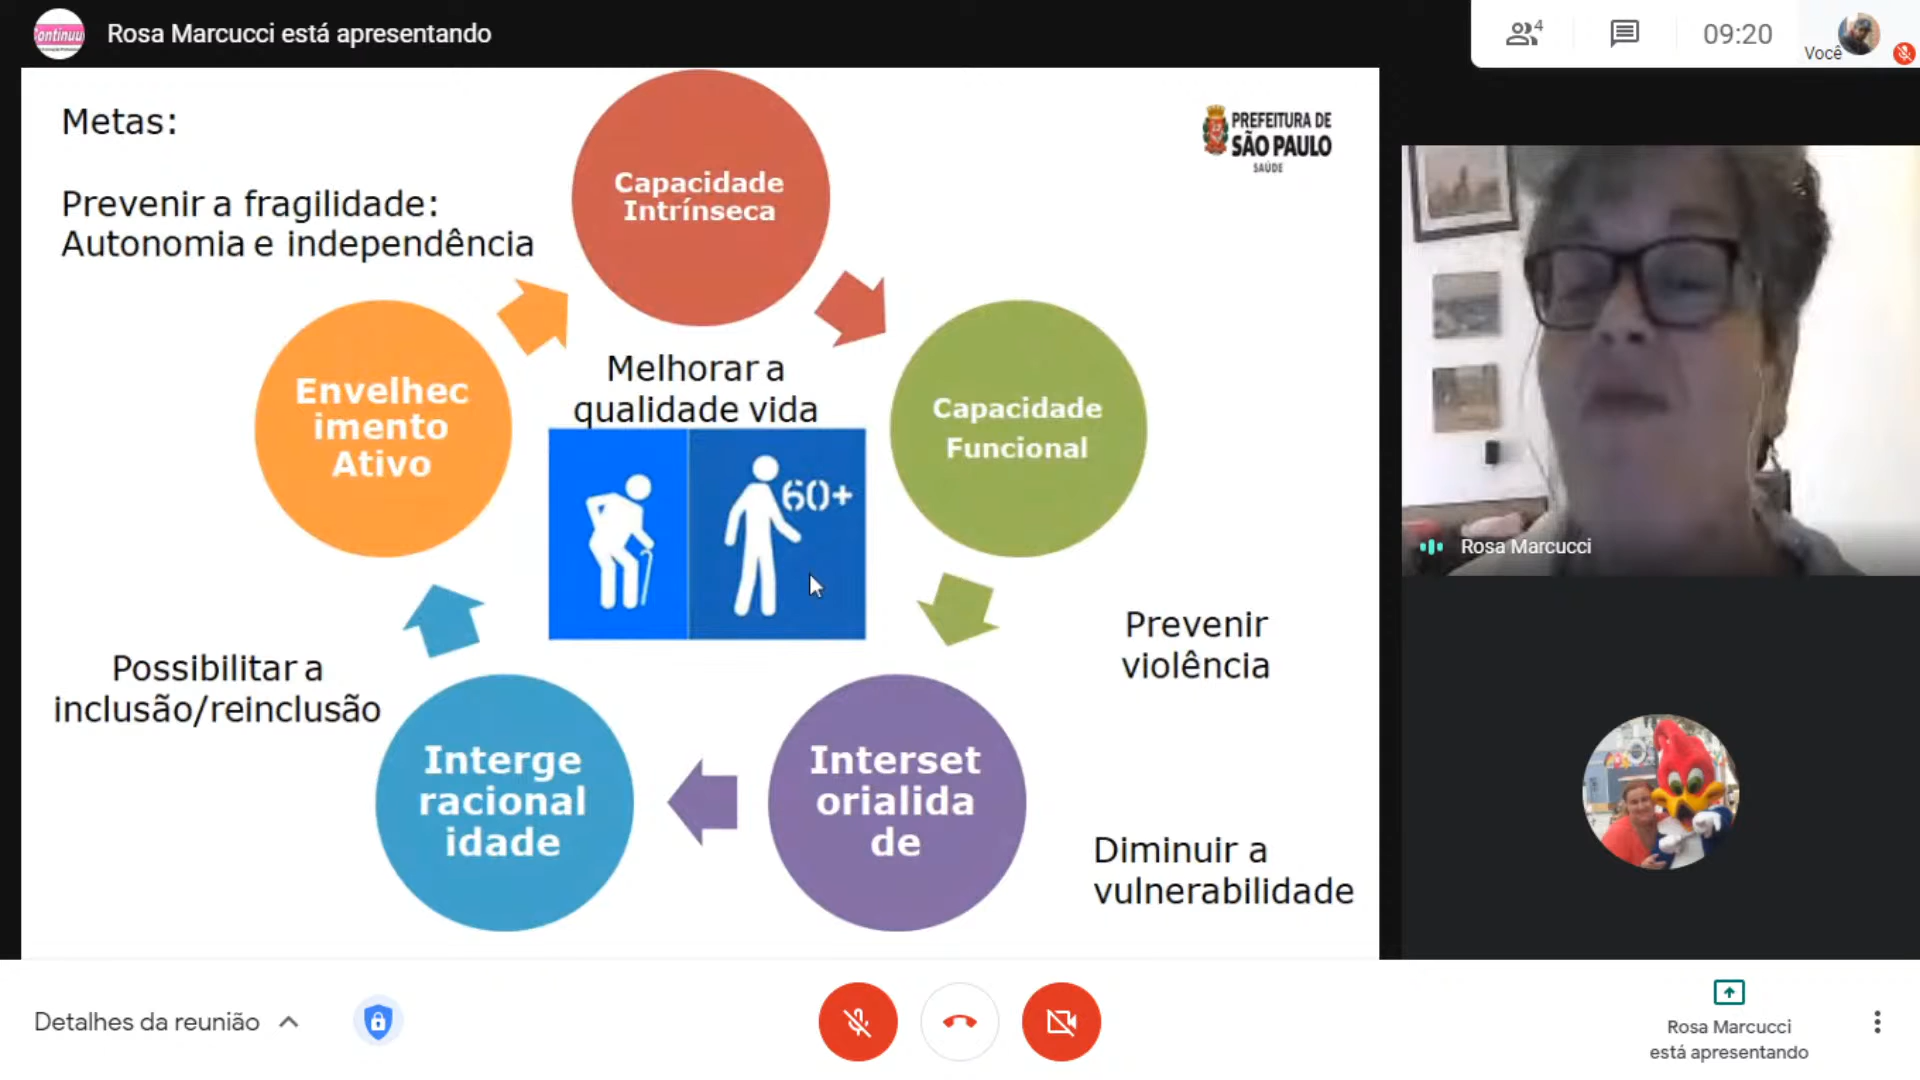 Rosa Marcucci está apresentando
4
09:20
Você
Metas:
Prevenir a fragilidade:
Autonomia e independência
PREFEITURA DE
SÃO PAULO
SAÚDE
Capacidade
Intrínseca
Envelhec
imento
Ativo
Melhorar a
qualidade vida
60+
Capacidade
Funcional
Prevenir
violência
Possibilitar a
inclusão/reinclusão
Interge
racional
idade
Interset
orialida
de
Diminuir a
vulnerabilidade
Rosa Marcucci
Detalhes da reunião
Rosa Marcucci
está apresentando